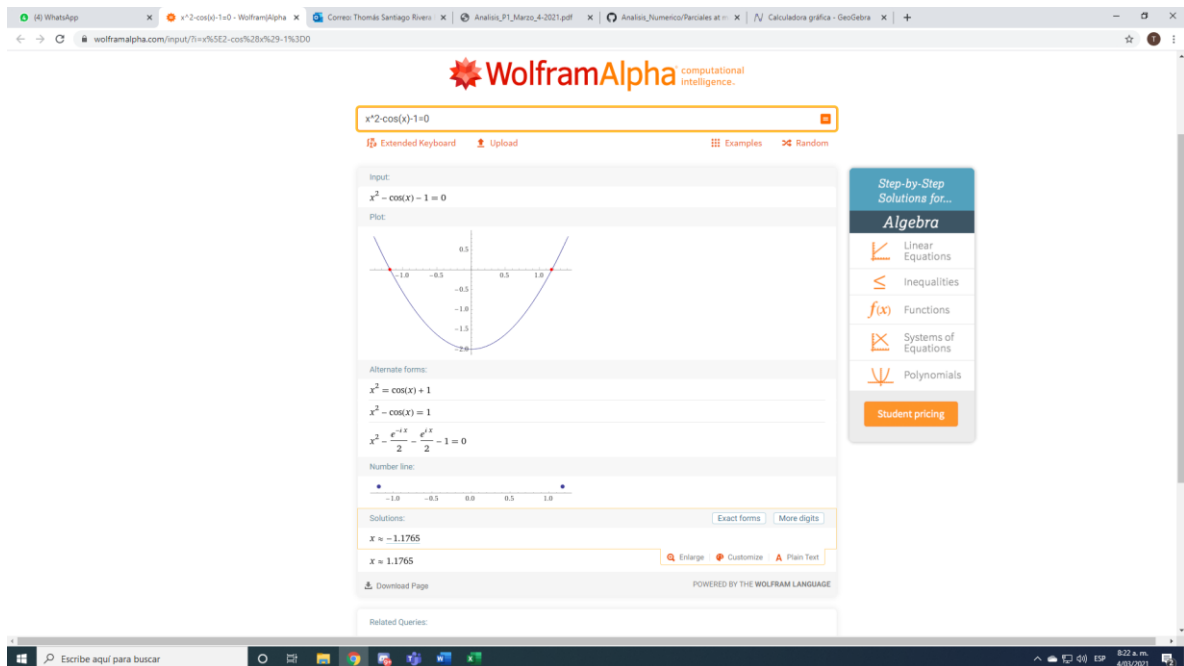 (4) WhatsApp
x^2-cos(x)-1=0 - Wolfram|Alpha
Correo: Thomás Santiago Rivera
Analisis_P1_Marzo_4-2021.pdf
Analisis_Numerico/Parciales at
Calculadora gráfica - GeoGebra
wolframalpha.com/input/?i=x%5E2-cos%28x%29-1%3D0
T
WolframAlpha computational intelligence.
x^2-cos(x)-1=0
Extended Keyboard
Upload
Examples
Random
Input:
x² − cos(x) − 1 = 0
Plot:
0.5
-1.0 -0.5 0.5 1.0
-0.5
-1.0
-1.5
-2.0
Alternate forms:
x² = cos(x) + 1
x² − cos(x) = 1
x² − e^(−i x)/2 − e^(i x)/2 − 1 = 0
Number line:
-1.0 -0.5 0.0 0.5 1.0
Solutions:
Exact forms
More digits
x ≈ −1.1765
x ≈ 1.1765
Enlarge
Customize
A Plain Text
Download Page
POWERED BY THE WOLFRAM LANGUAGE
Related Queries:
Step-by-Step
Solutions for...
Algebra
Linear
Equations
Inequalities
f(x) Functions
Systems of
Equations
Polynomials
Student pricing
Escribe aquí para buscar
ESP
8:22 a. m.
4/03/2021